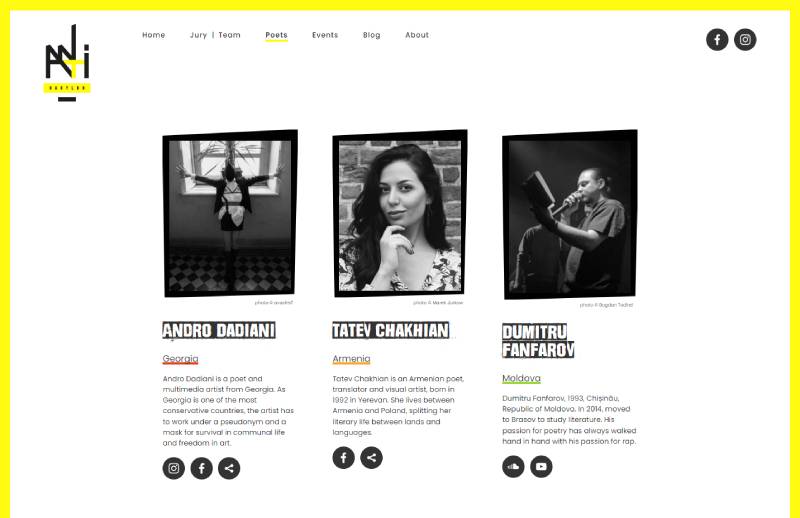 ANTi
BABYLON
Home
Jury | Team
Poets
Events
Blog
About
photo © Marek Junkow
photo © Bogdan Tadirel
ANDRO DADIANI
TATEV CHAKHIAN
DUMITRU
FANFAROV
Georgia
Andro Dadiani is a poet and
multimedia artist from Georgia. As
Georgia is one of the most
conservative countries, the artist has
to work under a pseudonym and a
mask for survival in communal life
and freedom in art.
Armenia
Tatev Chakhian is an Armenian poet,
translator and visual artist, born in
1992 in Yerevan. She lives between
Armenia and Poland, splitting her
literary life between lands and
languages.
Moldova
Dumitru Fanfarov, 1993, Chișinău,
Republic of Moldova. In 2014, moved
to Brasov to study literature. His
passion for poetry has always walked
hand in hand with his passion for rap.